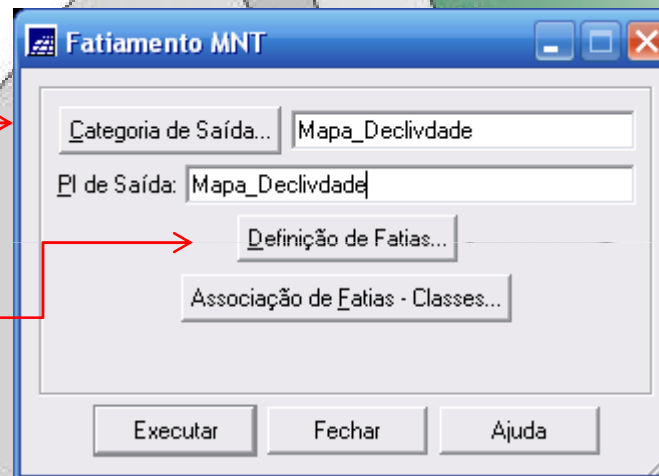 Fatiamento MNT
Categoria de Saída... Mapa_Declivdade
PI de Saída: Mapa_Declivdade
Definição de Fatias...
Associação de Fatias - Classes...
Executar Fechar Ajuda